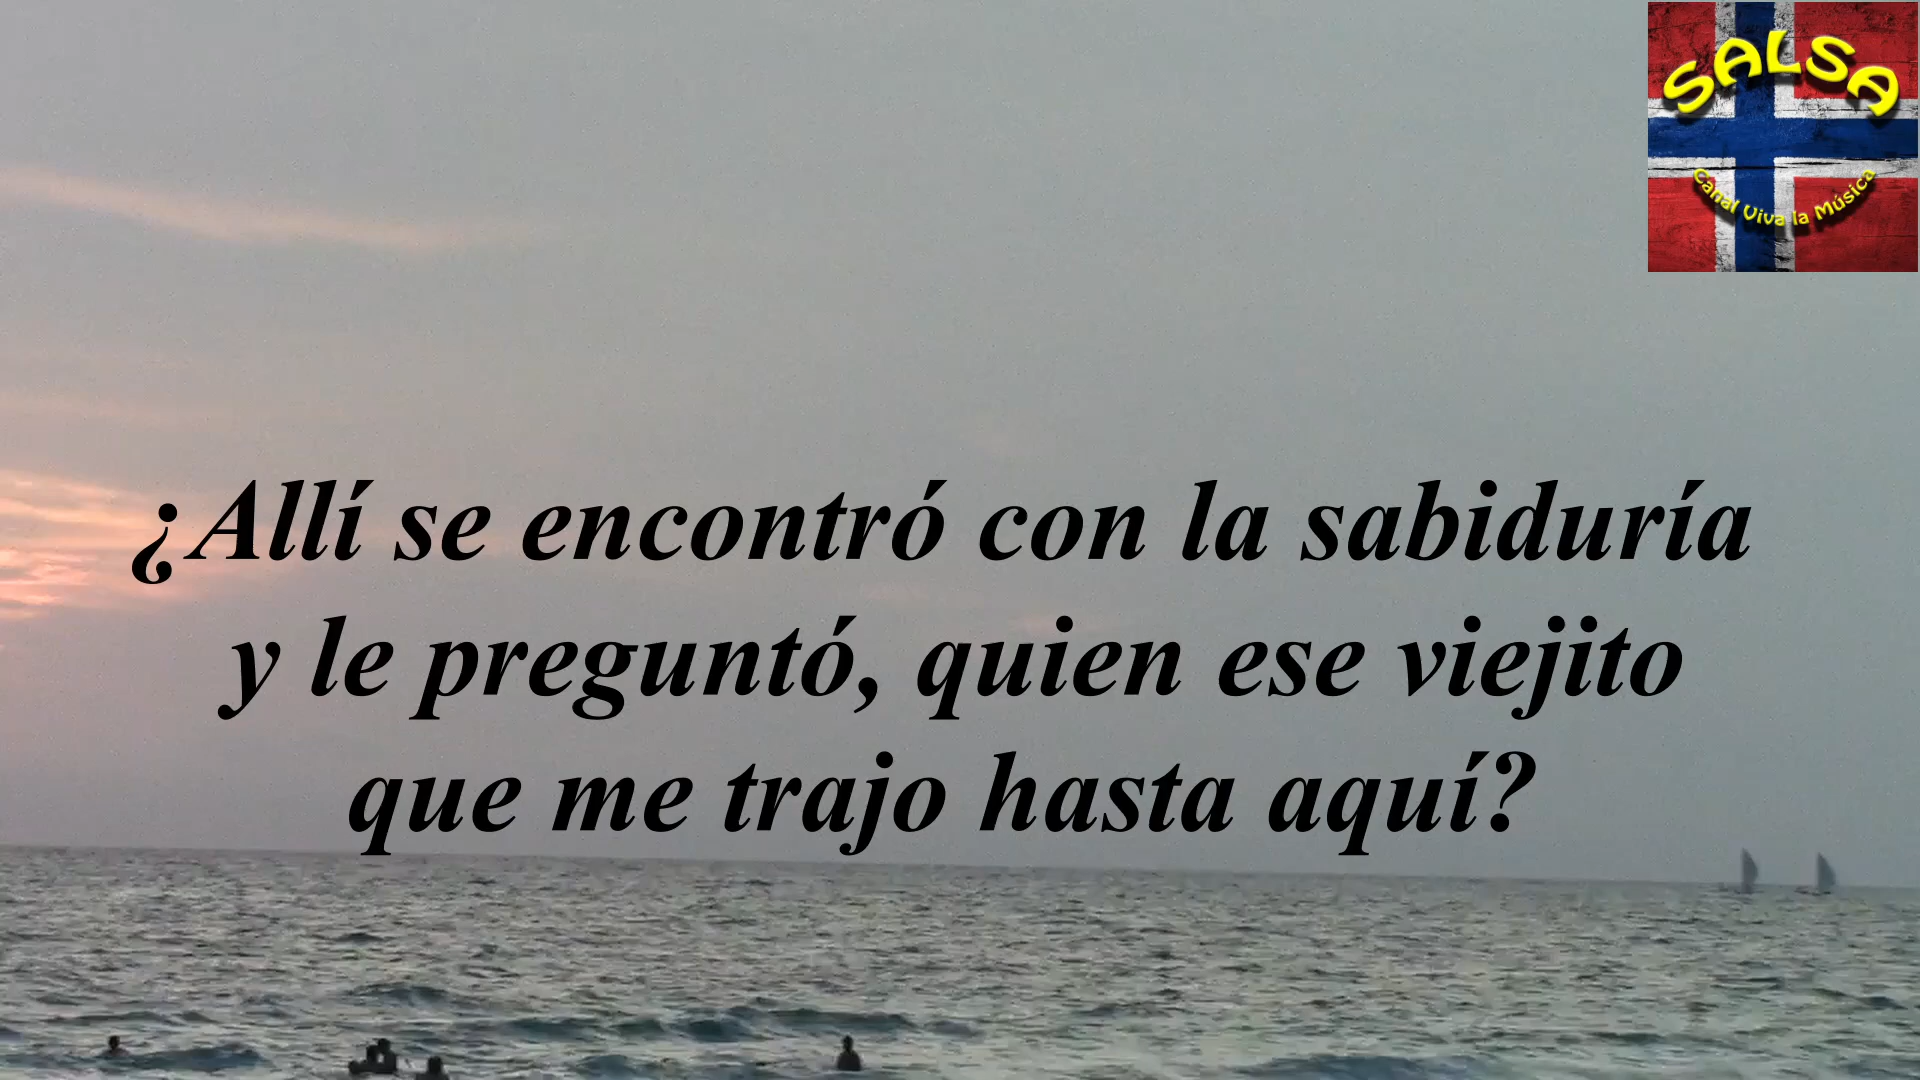 SALSA
Canal Viva la Música
¿Allí se encontró con la sabiduría
y le preguntó, quien ese viejito
que me trajo hasta aquí?